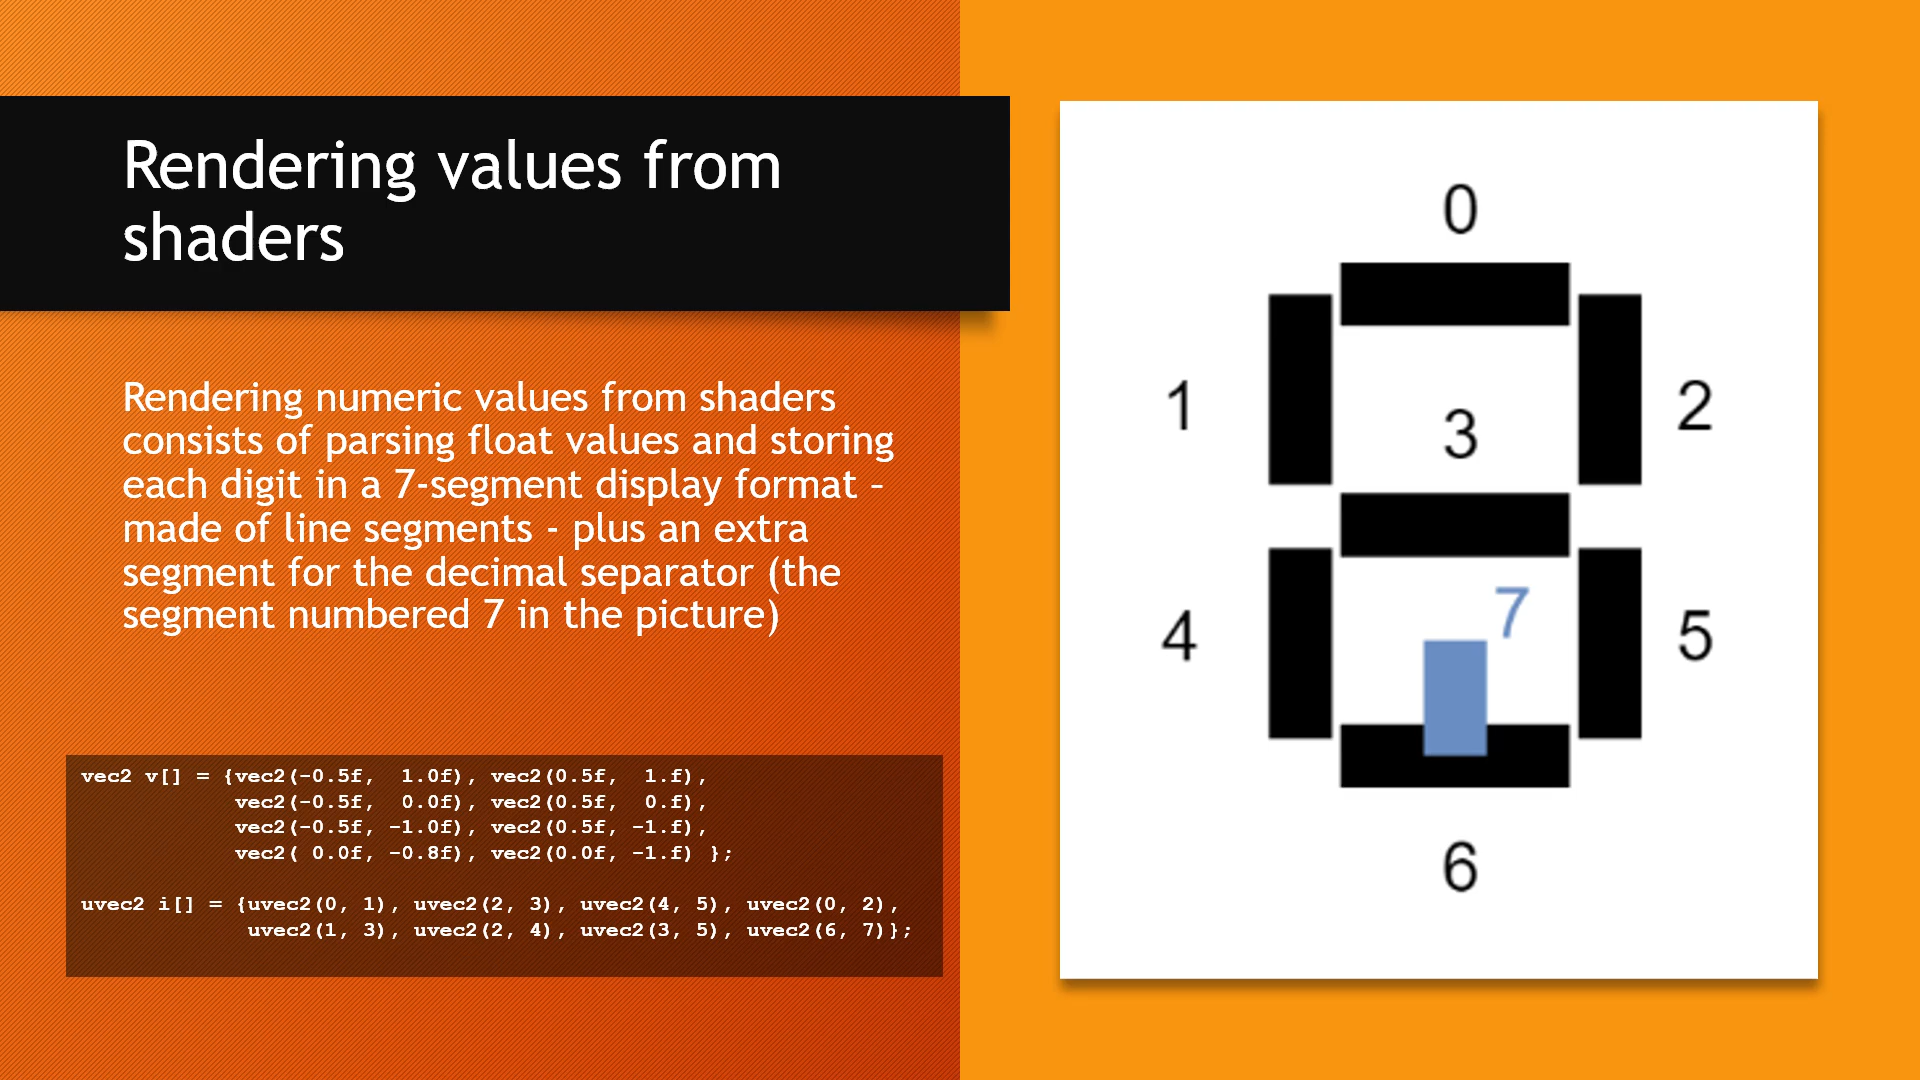 Rendering values from
shaders
Rendering numeric values from shaders
consists of parsing float values and storing
each digit in a 7-segment display format –
made of line segments - plus an extra
segment for the decimal separator (the
segment numbered 7 in the picture)
vec2 v[] = {vec2(-0.5f,  1.0f), vec2(0.5f,  1.f),
            vec2(-0.5f,  0.0f), vec2(0.5f,  0.f),
            vec2(-0.5f, -1.0f), vec2(0.5f, -1.f),
            vec2( 0.0f, -0.8f), vec2(0.0f, -1.f) };
uvec2 i[] = {uvec2(0, 1), uvec2(2, 3), uvec2(4, 5), uvec2(0, 2),
             uvec2(1, 3), uvec2(2, 4), uvec2(3, 5), uvec2(6, 7)};
0
1
2
3
7
4
5
6